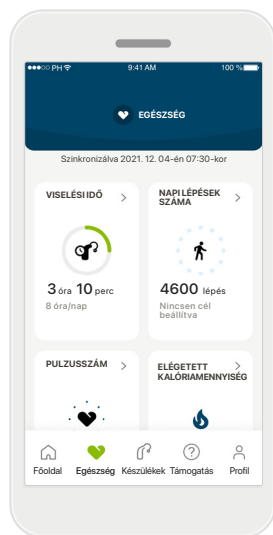 ●●●○○ PH 9:41 AM 100 %
EGÉSZSÉG
Szinkronizálva 2021. 12. 04-én 07:30-kor
VISELÉSI IDŐ >
NAPI LÉPÉSEK SZÁMA >
3 óra 10 perc
8 óra/nap
4600 lépés
Nincsen cél
beállítva
PULZUSSZÁM >
ELÉGETETT >
KALÓRIAMENNYISÉG
Főoldal Egészség Készülékek Támogatás Profil